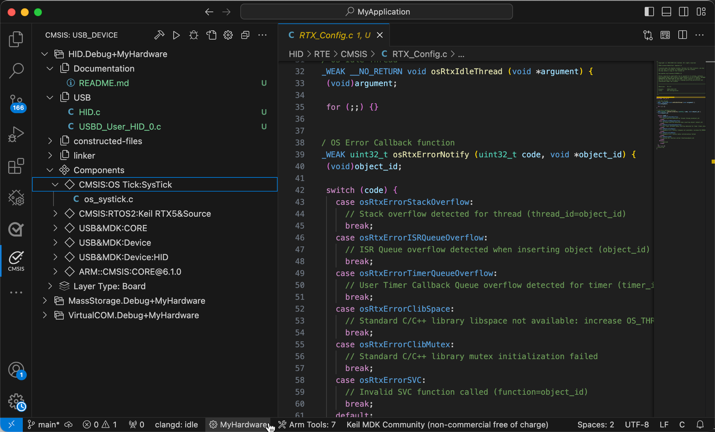 MyApplication
CMSIS: USB_DEVICE
HID.Debug+MyHardware
Documentation
README.md U
USB
HID.c U
USBD_User_HID_0.c U
constructed-files
linker
Components
CMSIS:OS Tick:SysTick
os_systick.c
CMSIS:RTOS2:Keil RTX5&Source
USB&MDK:CORE
USB&MDK:Device
USB&MDK:Device:HID
ARM::CMSIS:CORE@6.1.0
Layer Type: Board
MassStorage.Debug+MyHardware
VirtualCOM.Debug+MyHardware
166
CMSIS
1
C RTX_Config.c 1, U
HID > RTE > CMSIS > C RTX_Config.c > ...
32 _WEAK __NO_RETURN void osRtxIdleThread (void *argument) {
33 (void)argument;
34
35 for (;;) {}
36
37
38 / OS Error Callback function
39 _WEAK uint32_t osRtxErrorNotify (uint32_t code, void *object_id) {
40 (void)object_id;
41
42 switch (code) {
43 case osRtxErrorStackOverflow:
44 // Stack overflow detected for thread (thread_id=object_id)
45 break;
46 case osRtxErrorISRQueueOverflow:
47 // ISR Queue overflow detected when inserting object (object_id)
48 break;
49 case osRtxErrorTimerQueueOverflow:
50 // User Timer Callback Queue overflow detected for timer (timer_i
51 break;
52 case osRtxErrorClibSpace:
53 // Standard C/C++ library libspace not available: increase OS_THR
54 break;
55 case osRtxErrorClibMutex:
56 // Standard C/C++ library mutex initialization failed
57 break;
58 case osRtxErrorSVC:
59 // Invalid SVC function called (function=object_id)
60 break;
61 default:
main* 0 1 0 clangd: idle MyHardware Arm Tools: 7 Keil MDK Community (non-commercial free of charge) Spaces: 2 UTF-8 LF C